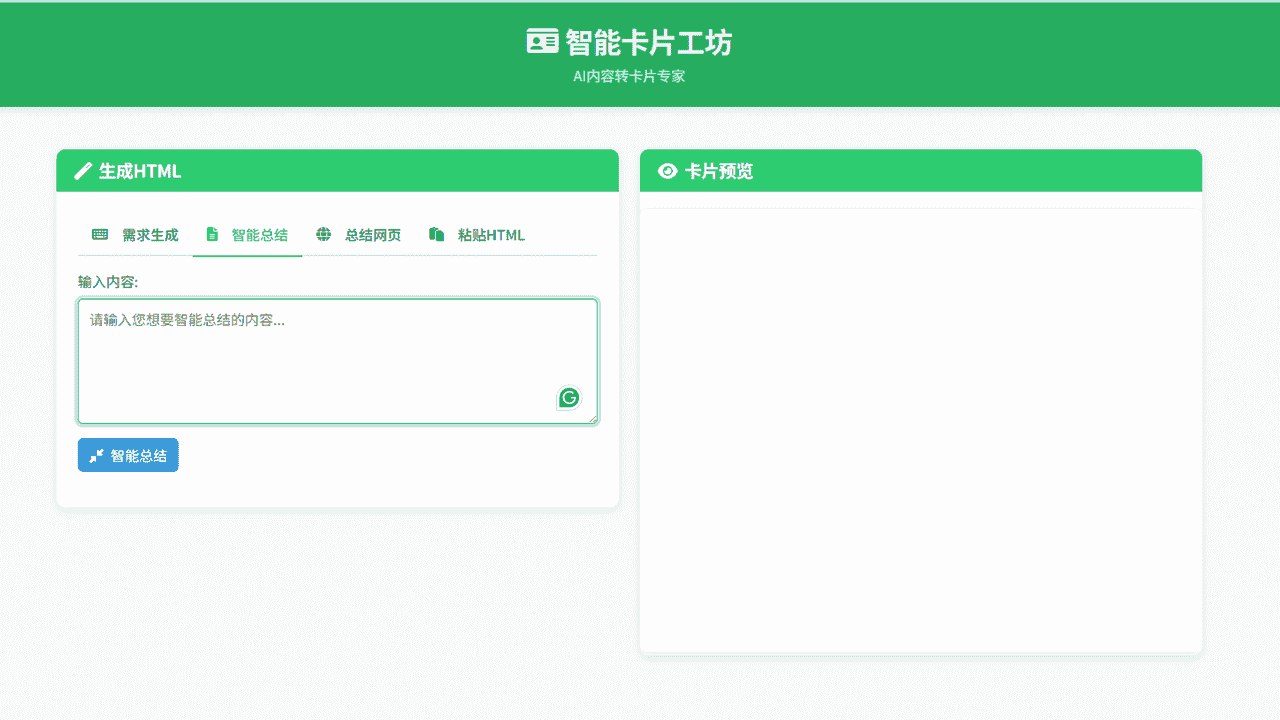 智能卡片工坊
AI内容转卡片专家
生成HTML
需求生成 智能总结 总结网页 粘贴HTML
输入内容:
请输入您想要智能总结的内容...
智能总结
卡片预览